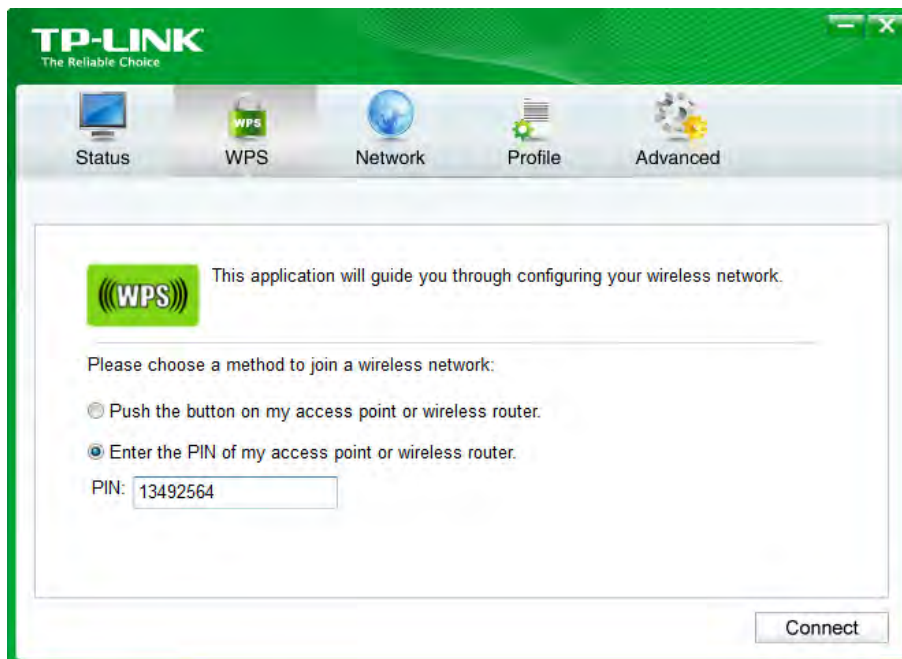 TP-LINK
The Reliable Choice
Status WPS Network Profile Advanced
WPS
(((WPS)))
This application will guide you through configuring your wireless network.
Please choose a method to join a wireless network:
Push the button on my access point or wireless router.
Enter the PIN of my access point or wireless router.
PIN: 13492564
Connect